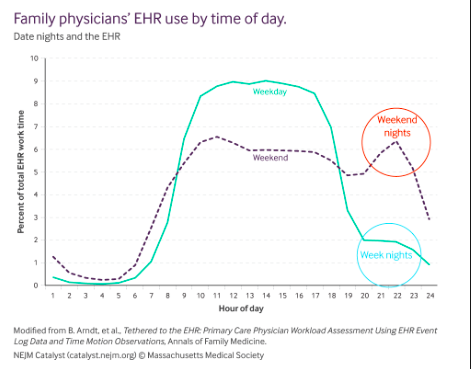 Family physicians' EHR use by time of day.
Date nights and the EHR
Percent of total EHR work time
10
9
8
7
6
5
4
3
2
1
0
Weekday
Weekend
Weekend
nights
Week nights
1 2 3 4 5 6 7 8 9 10 11 12 13 14 15 16 17 18 19 20 21 22 23 24
Hour of day
Modified from B. Arndt, et al., Tethered to the EHR: Primary Care Physician Workload Assessment Using EHR Event
Log Data and Time Motion Observations, Annals of Family Medicine.
NEJM Catalyst (catalyst.nejm.org) © Massachusetts Medical Society